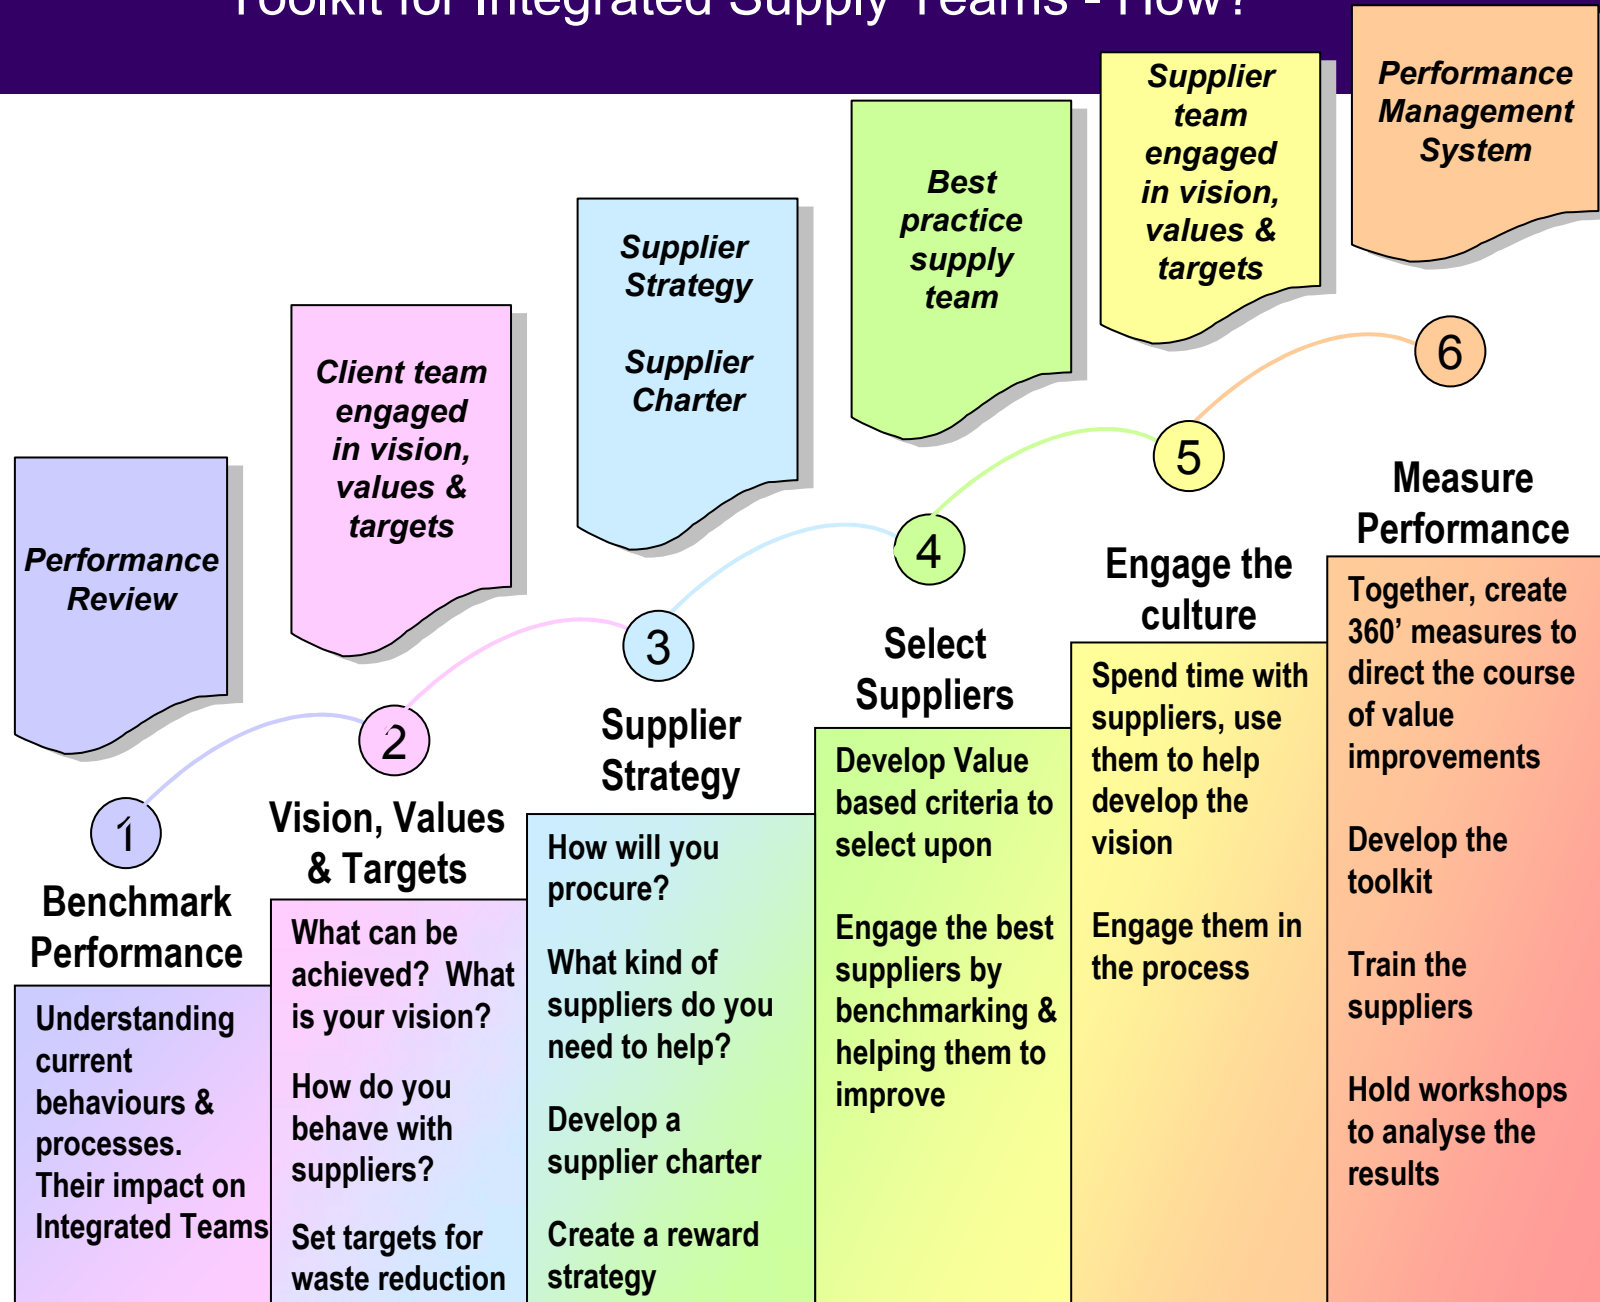 Toolkit for Integrated Supply Teams - How?
Performance
Review
1
Benchmark
Performance
Understanding
current
behaviours &
processes.
Their impact on
Integrated Teams
Client team
engaged
in vision,
values &
targets
2
Vision, Values
& Targets
What can be
achieved?  What
is your vision?
How do you
behave with
suppliers?
Set targets for
waste reduction
Supplier
Strategy
Supplier
Charter
3
Supplier
Strategy
How will you
procure?
What kind of
suppliers do you
need to help?
Develop a
supplier charter
Create a reward
strategy
Best
practice
supply
team
4
Select
Suppliers
Develop Value
based criteria to
select upon
Engage the best
suppliers by
benchmarking &
helping them to
improve
Supplier
team
engaged
in vision,
values &
targets
5
Engage the
culture
Spend time with
suppliers, use
them to help
develop the
vision
Engage them in
the process
Performance
Management
System
6
Measure
Performance
Together, create
360’ measures to
direct the course
of value
improvements
Develop the
toolkit
Train the
suppliers
Hold workshops
to analyse the
results